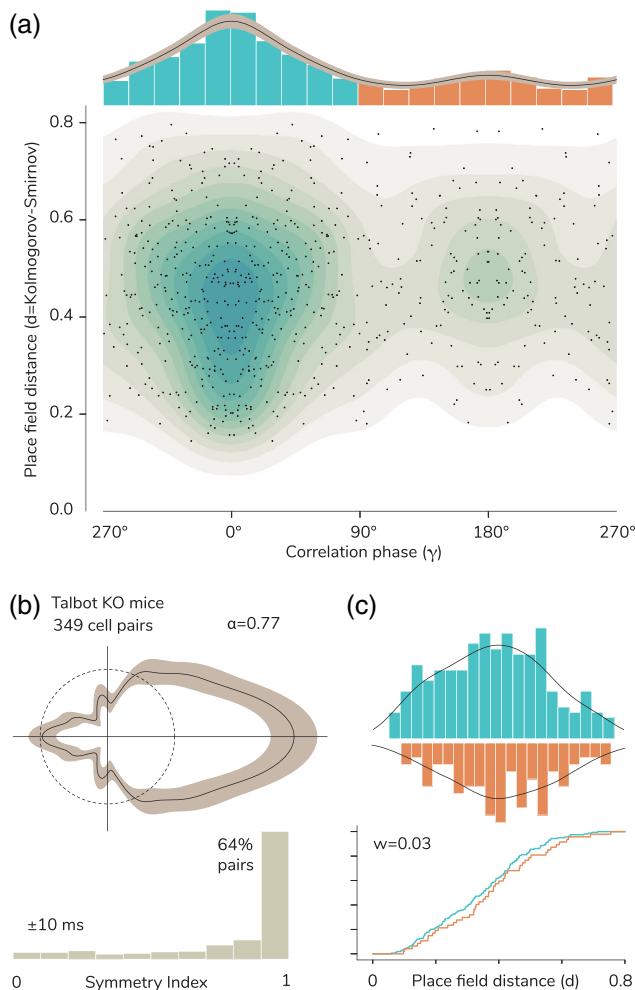 (a)
Place field distance (d=Kolmogorov-Smirnov)
0.8
0.6
0.4
0.2
0.0
270° 0° 90° 180° 270°
Correlation phase (γ)
(b)
Talbot KO mice
349 cell pairs
α=0.77
64%
pairs
±10 ms
0 Symmetry Index 1
(c)
w=0.03
0 Place field distance (d) 0.8